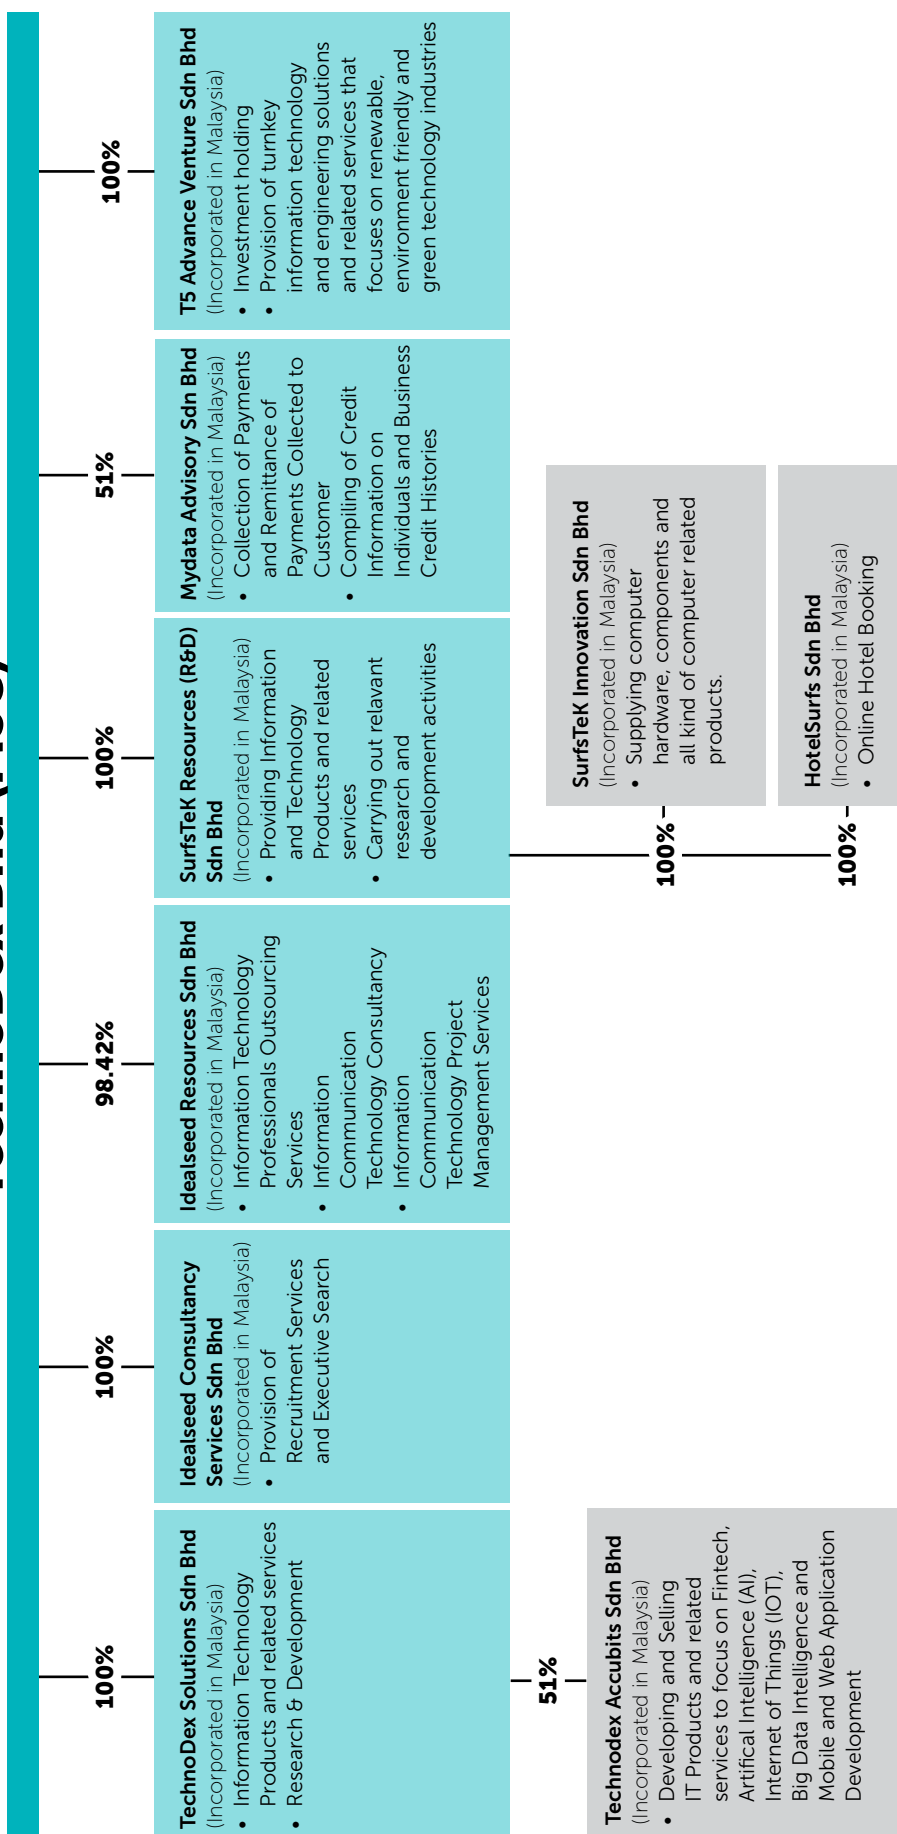 TechnoDex Bhd
100%
TechnoDex Solutions Sdn Bhd
(Incorporated in Malaysia)
• Information Technology
Products and related services
• Research & Development
51%
Technodex Accubits Sdn Bhd
(Incorporated in Malaysia)
• Developing and Selling
IT Products and related
services to focus on Fintech,
Artifical Intelligence (AI),
Internet of Things (IOT),
Big Data Intelligence and
Mobile and Web Application
Development
100%
Idealseed Consultancy
Services Sdn Bhd
(Incorporated in Malaysia)
• Provision of
Recruitment Services
and Executive Search
98.42%
Idealseed Resources Sdn Bhd
(Incorporated in Malaysia)
• Information Technology
Professionals Outsourcing
Services
• Information
Communication
Technology Consultancy
• Information
Communication
Technology Project
Management Services
100%
SurfsTeK Resources (R&D)
Sdn Bhd
(Incorporated in Malaysia)
• Providing Information
and Technology
Products and related
services
• Carrying out relevant
research and
development activities
100%
SurfsTeK Innovation Sdn Bhd
(Incorporated in Malaysia)
• Supplying computer
hardware, components and
all kind of computer related
products.
100%
HotelSurfs Sdn Bhd
(Incorporated in Malaysia)
• Online Hotel Booking
51%
Mydata Advisory Sdn Bhd
(Incorporated in Malaysia)
• Collection of Payments
and Remittance of
Payments Collected to
Customer
• Compiling of Credit
Information on
Individuals and Business
Credit Histories
100%
T5 Advance Venture Sdn Bhd
(Incorporated in Malaysia)
• Investment holding
• Provision of turnkey
information technology
and engineering solutions
and related services that
focuses on renewable,
environment friendly and
green technology industries